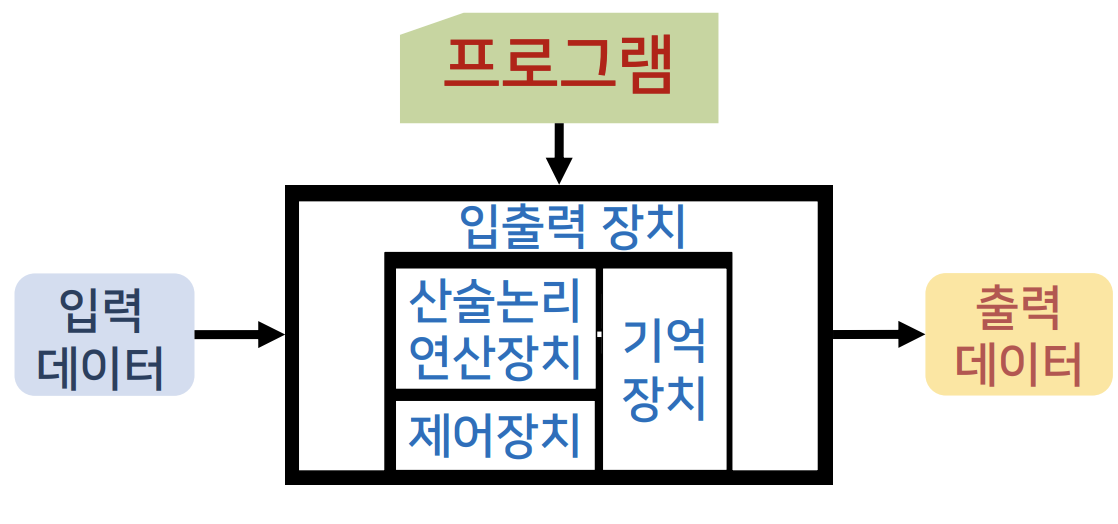 프로그램
입출력 장치
입력
데이터
산술논리
연산장치
제어장치
기억
장치
출력
데이터